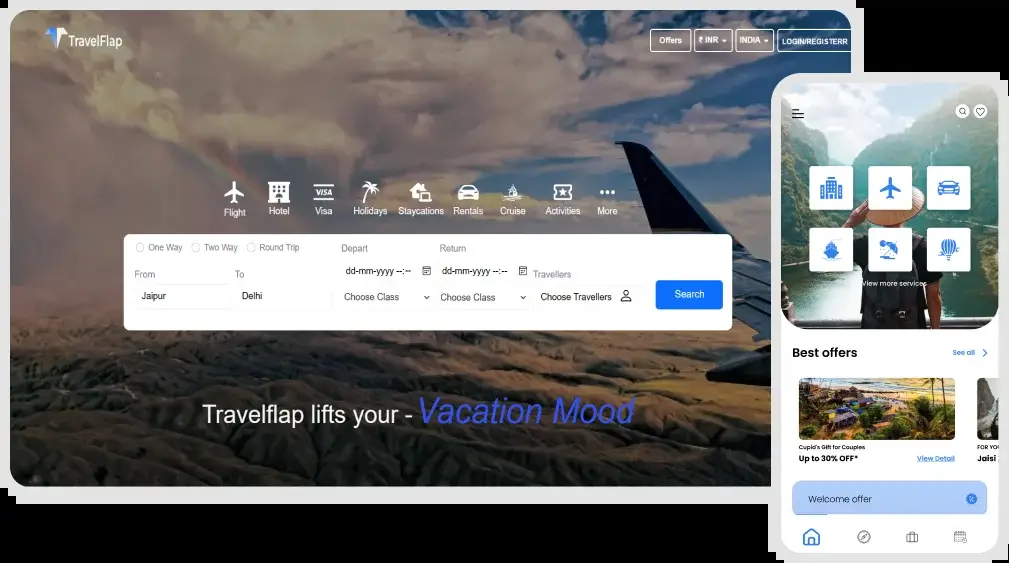 TravelFlap
Offers
₹ INR
INDIA
LOGIN/REGISTERR
Flight
Hotel
VISA
Visa
Holidays
Staycations
Rentals
Cruise
Activities
More
One Way
Two Way
Round Trip
Depart
Return
dd-mm-yyyy --:--
dd-mm-yyyy --:--
From
To
Travellers
Jaipur
Delhi
Choose Class
Choose Class
Choose Travellers
Search
Travelflap lifts your - Vacation Mood
View more services
Best offers
See all
Cupid's Gift for Couples
Up to 30% OFF*
View Detail
FOR YOU
Jaisi
Welcome offer